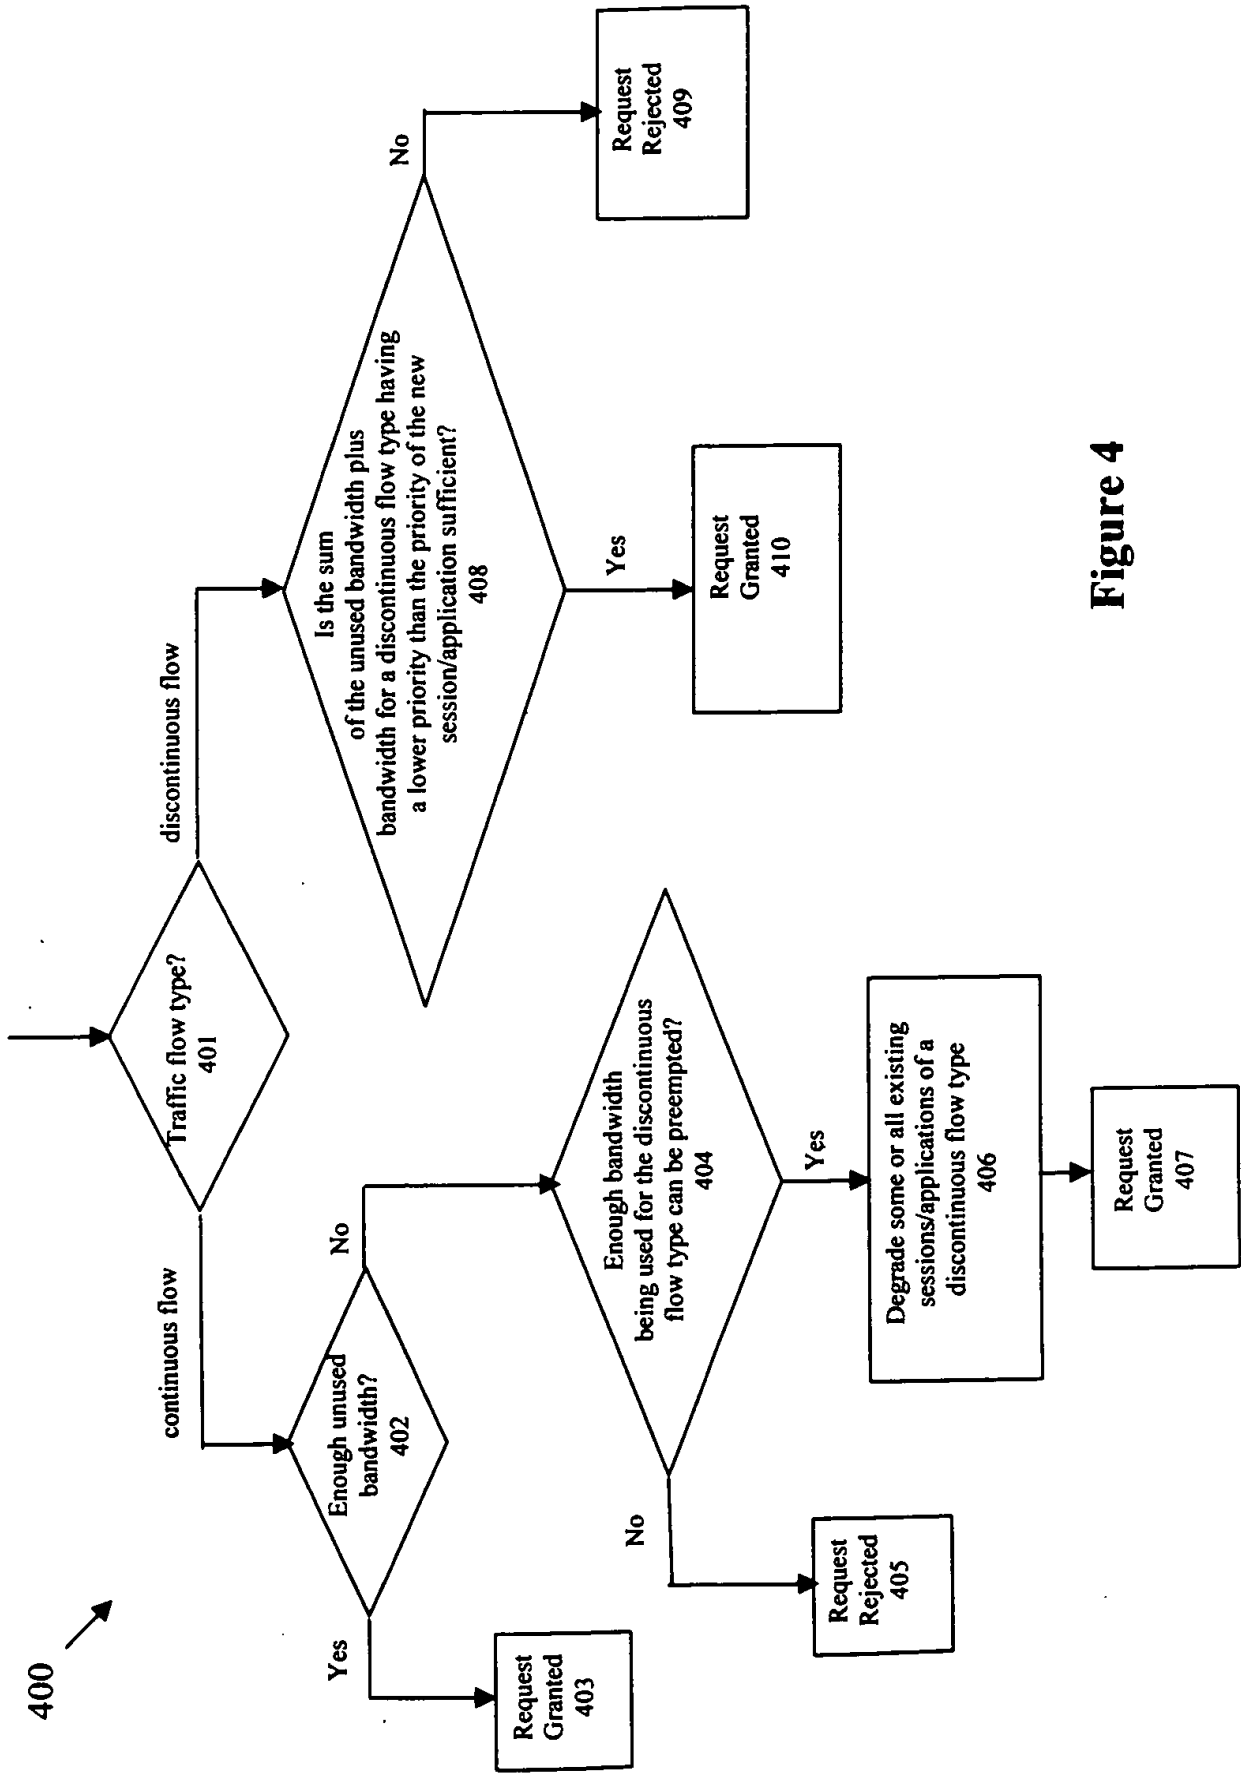 400
Traffic flow type?
401
continuous flow
discontinuous flow
Enough unused
bandwidth?
402
Yes
No
Request
Granted
403
Enough bandwidth
being used for the discontinuous
flow type can be preempted?
404
No
Yes
Request
Rejected
405
Degrade some or all existing
sessions/applications of a
discontinuous flow type
406
Request
Granted
407
Is the sum
of the unused bandwidth plus
bandwidth for a discontinuous flow type having
a lower priority than the priority of the new
session/application sufficient?
408
No
Yes
Request
Rejected
409
Request
Granted
410
Figure 4